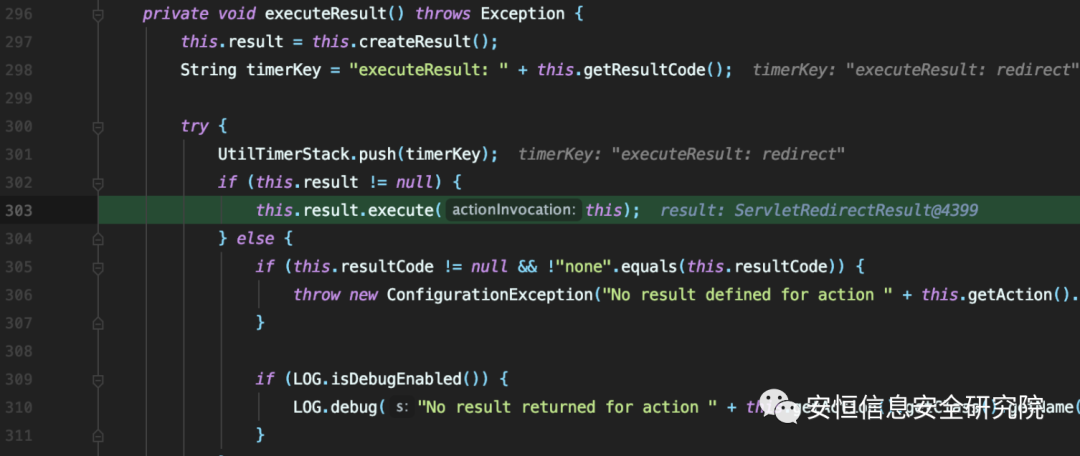 296 private void executeResult() throws Exception {
297 this.result = this.createResult();
298 String timerKey = "executeResult: " + this.getResultCode(); timerKey: "executeResult: redirect"
299
300 try {
301 UtilTimerStack.push(timerKey); timerKey: "executeResult: redirect"
302 if (this.result != null) {
303 this.result.execute( actionInvocation: this); result: ServletRedirectResult@4399
304 } else {
305 if (this.resultCode != null && !"none".equals(this.resultCode)) {
306 throw new ConfigurationException("No result defined for action " + this.getAction().
307 }
308
309 if (LOG.isDebugEnabled()) {
310 LOG.debug( s: "No result returned for action " +
311 }
安恒信息安全研究院